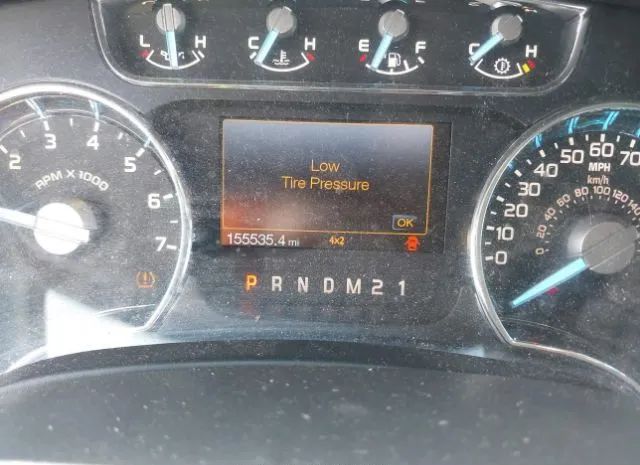 L H C H E F C H
2 3 4 5 6 7
RPM X 1000
Low
Tire Pressure
OK
155535.4 mi 4x2
P R N D M 2 1
0 10 20 30 40 50 60 70
MPH
km/h
0 20 40 60 80 100 120 140